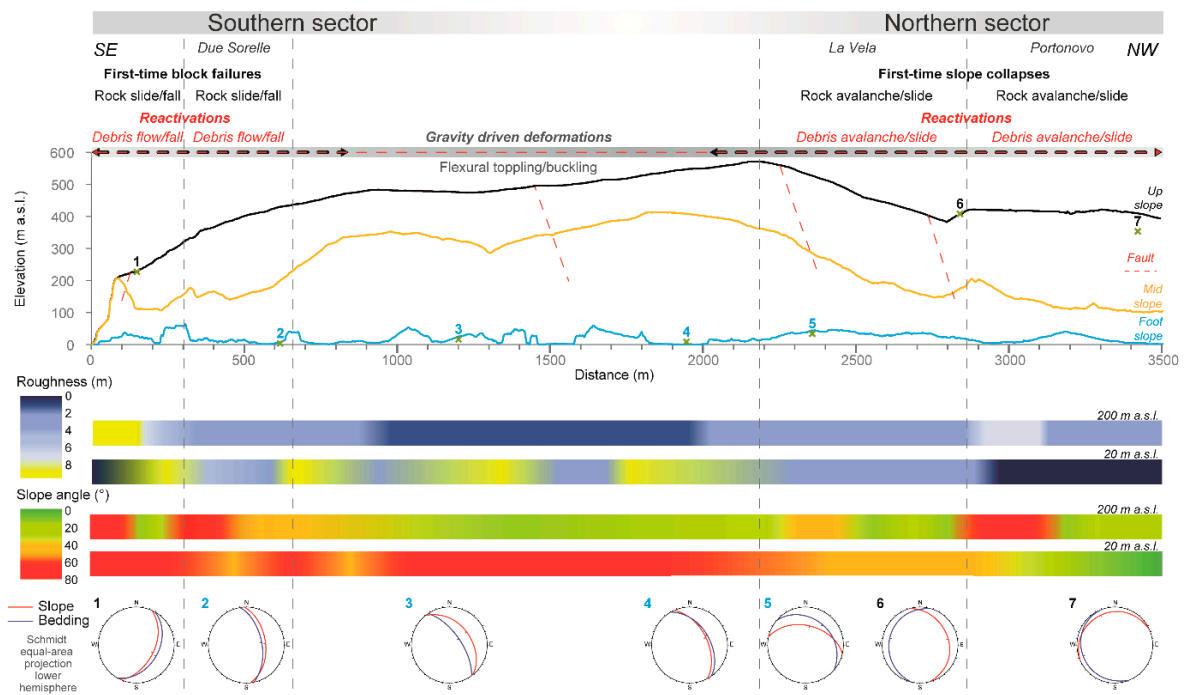 Southern sector Northern sector
SE Due Sorelle La Vela Portonovo NW
First-time block failures First-time slope collapses
Rock slide/fall Rock slide/fall Rock avalanche/slide Rock avalanche/slide
Reactivations Reactivations
Debris flow/fall Debris flow/fall Gravity driven deformations Debris avalanche/slide Debris avalanche/slide
Flexural toppling/buckling
Elevation (m a.s.l.)
600
500
400
300
200
100
0
Up
slope
Fault
Mid
slope
Foot
slope
1 2 3 4 5 6 7
0 500 1000 1500 2000 2500 3000 3500
Distance (m)
Roughness (m)
0
2
4
6
8
200 m a.s.l.
20 m a.s.l.
Slope angle (°)
0
20
40
60
80
200 m a.s.l.
20 m a.s.l.
Slope
Bedding
Schmidt
equal-area
projection
lower
hemisphere
1 2 3 4 5 6 7
N N N N N N N
W E W E W E W E W E W E W E
S S S S S S S